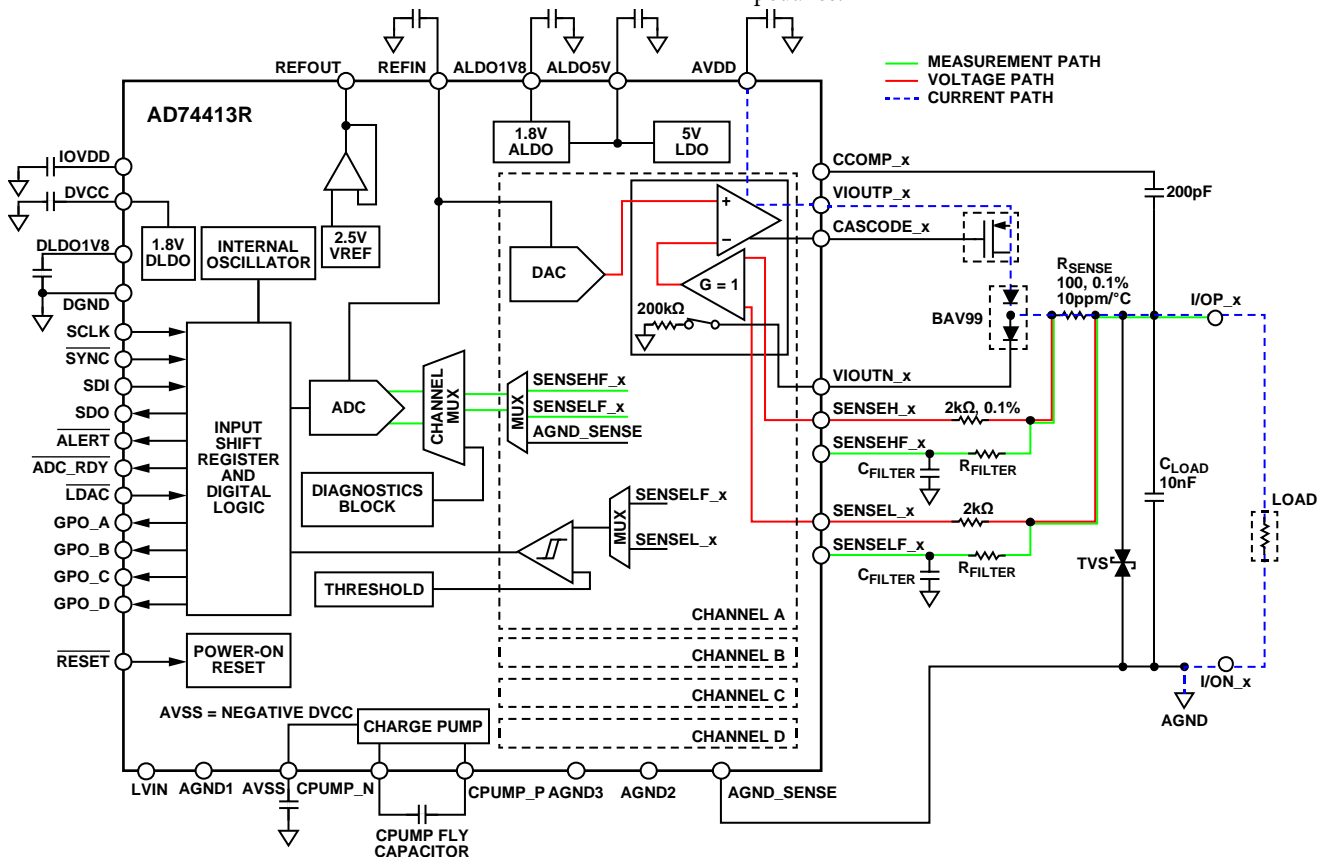 REFOUT
REFIN
ALDO1V8
ALDO5V
AVDD
MEASUREMENT PATH
VOLTAGE PATH
CURRENT PATH
AD74413R
1.8V
ALDO
5V
LDO
IOVDD
DVCC
DLDO1V8
DGND
1.8V
DLDO
INTERNAL
OSCILLATOR
2.5V
VREF
CCOMP_x
VIOUTP_x
CASCODE_x
200pF
DAC
+
–
G = 1
200kΩ
BAV99
RSENSE
100, 0.1%
10ppm/°C
I/OP_x
SCLK
SYNC
SDI
SDO
ALERT
ADC_RDY
LDAC
GPO_A
GPO_B
GPO_C
GPO_D
INPUT
SHIFT
REGISTER
AND
DIGITAL
LOGIC
ADC
CHANNEL
MUX
MUX
SENSEHF_x
SENSELF_x
AGND_SENSE
VIOUTN_x
SENSEH_x
2kΩ, 0.1%
SENSEHF_x
CFILTER
RFILTER
DIAGNOSTICS
BLOCK
MUX
SENSELF_x
SENSEL_x
SENSEL_x
2kΩ
SENSELF_x
CFILTER
RFILTER
CLOAD
10nF
LOAD
TVS
THRESHOLD
CHANNEL A
CHANNEL B
CHANNEL C
CHANNEL D
RESET
POWER-ON
RESET
I/ON_x
AGND
AVSS = NEGATIVE DVCC
CHARGE PUMP
LVIN
AGND1
AVSS
CPUMP_N
CPUMP_P
AGND3
AGND2
AGND_SENSE
CPUMP FLY
CAPACITOR